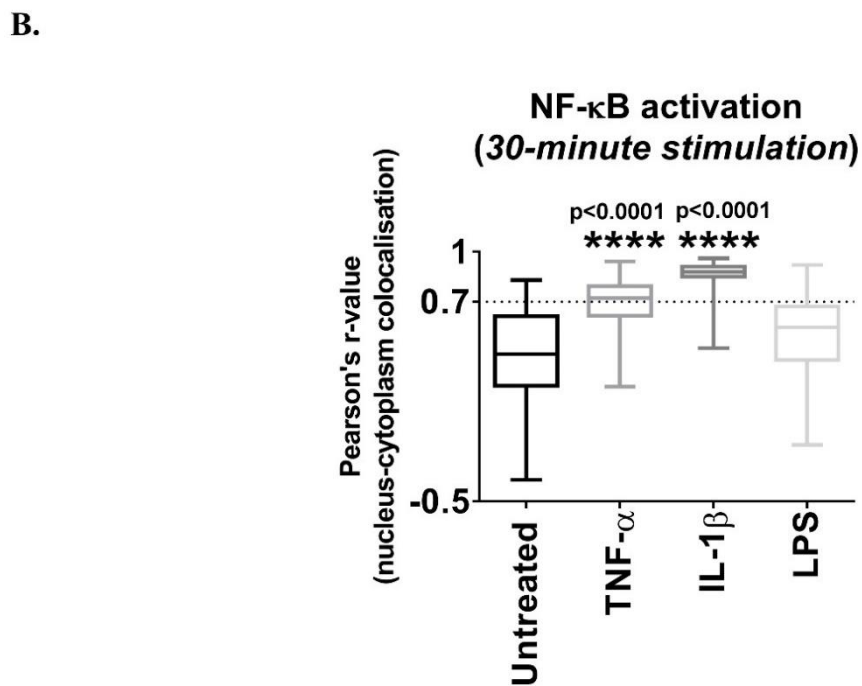 B.
NF-κB activation
(30-minute stimulation)
p<0.0001 p<0.0001
**** ****
Pearson's r-value
(nucleus-cytoplasm colocalisation)
1
0.7
-0.5
Untreated
TNF-α
IL-1β
LPS